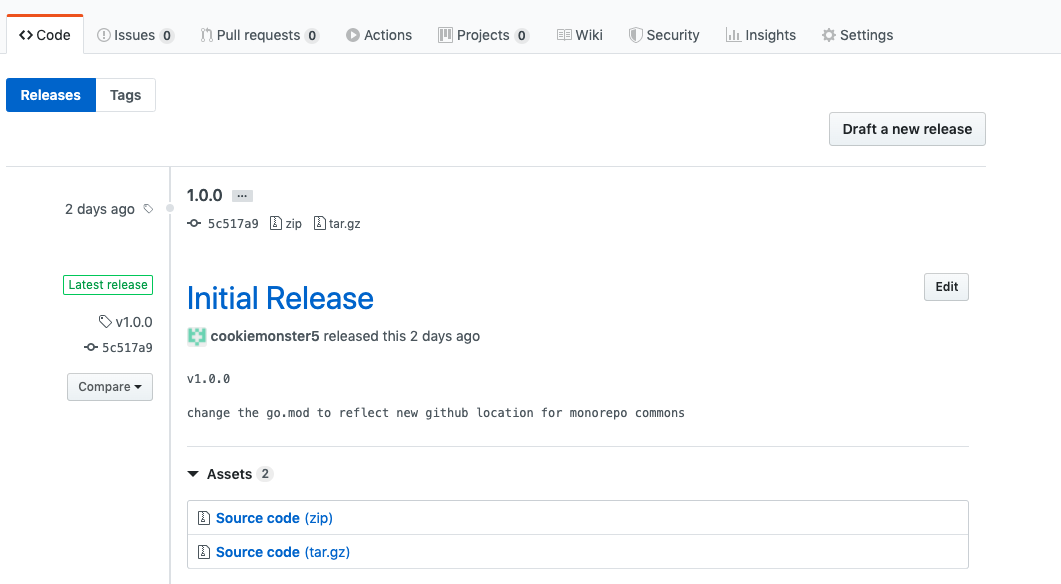 Code Issues 0 Pull requests 0 Actions Projects 0 Wiki Security Insights Settings
Releases Tags
Draft a new release
2 days ago
1.0.0 ...
5c517a9 zip tar.gz
Latest release
v1.0.0
5c517a9
Compare
Initial Release
Edit
cookiemonster5 released this 2 days ago
v1.0.0
change the go.mod to reflect new github location for monorepo commons
Assets 2
Source code (zip)
Source code (tar.gz)